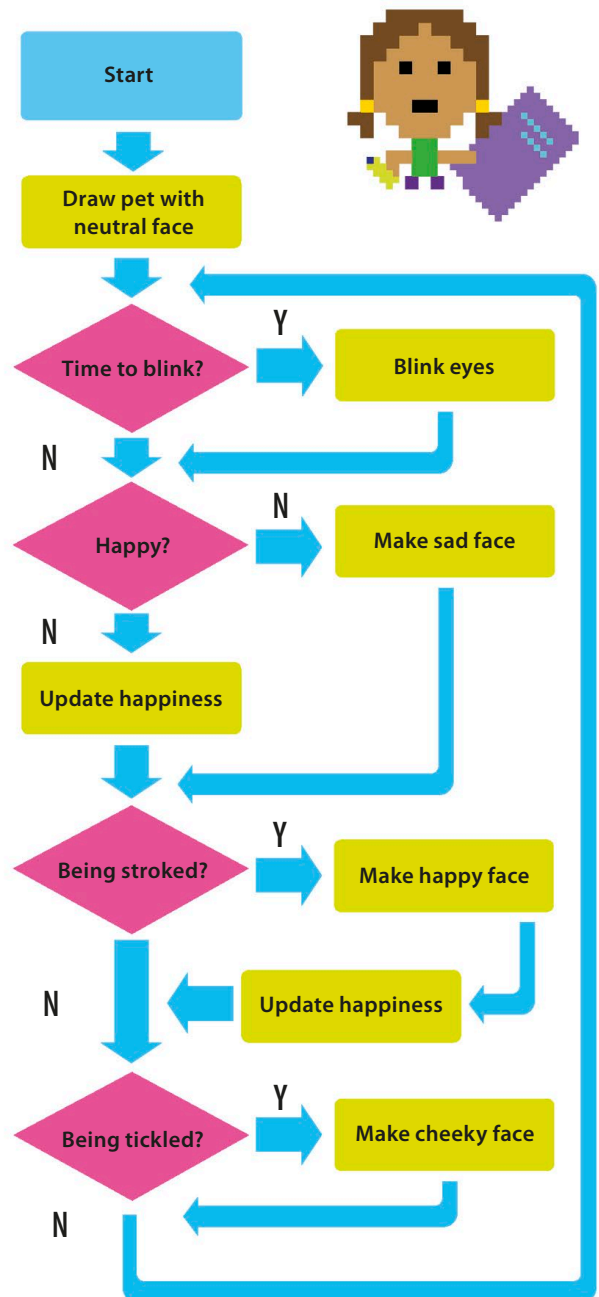 Start
Draw pet with
neutral face
Time to blink?
Y
Blink eyes
N
Happy?
N
Make sad face
N
Update happiness
Being stroked?
Y
Make happy face
N
Update happiness
Being tickled?
Y
Make cheeky face
N